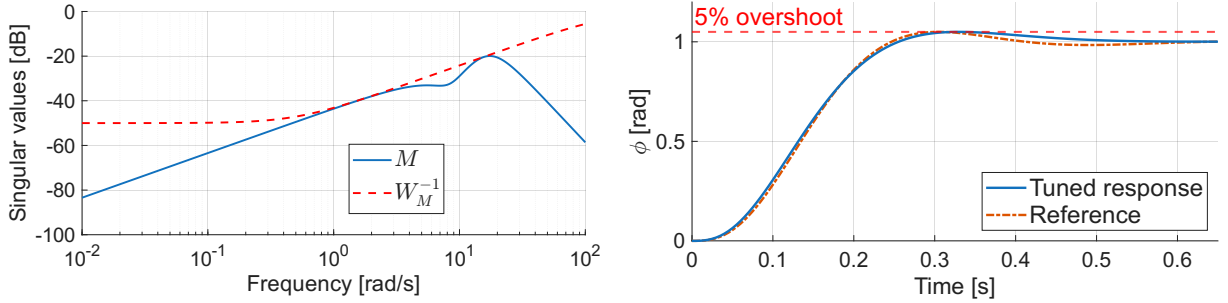 0
-20
-40
-60
-80
-100
Singular values [dB]
M
W_M^{-1}
10^{-2}
10^{-1}
10^0
10^1
10^2
Frequency [rad/s]
5% overshoot
1
0.5
0
ϕ [rad]
Tuned response
Reference
0
0.1
0.2
0.3
0.4
0.5
0.6
Time [s]